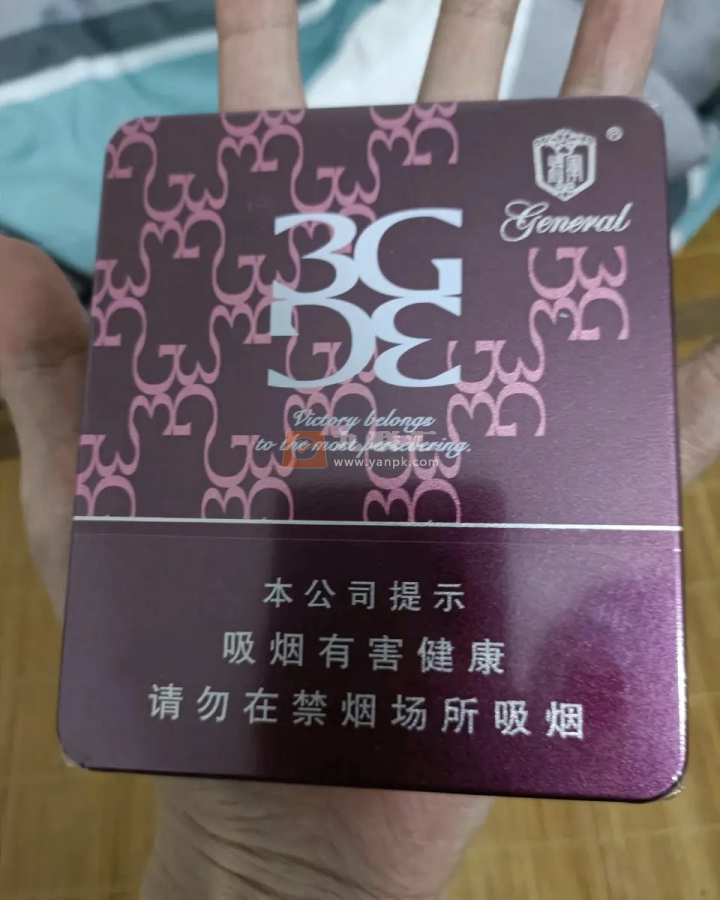 General
®
3G
3G
Victory belongs
to the most persevering.
www.yanpk.com
本公司提示
吸烟有害健康
请勿在禁烟场所吸烟